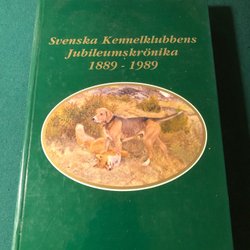 Svenska Kennelklubbens
Jubileumskrönika
1889 - 1989